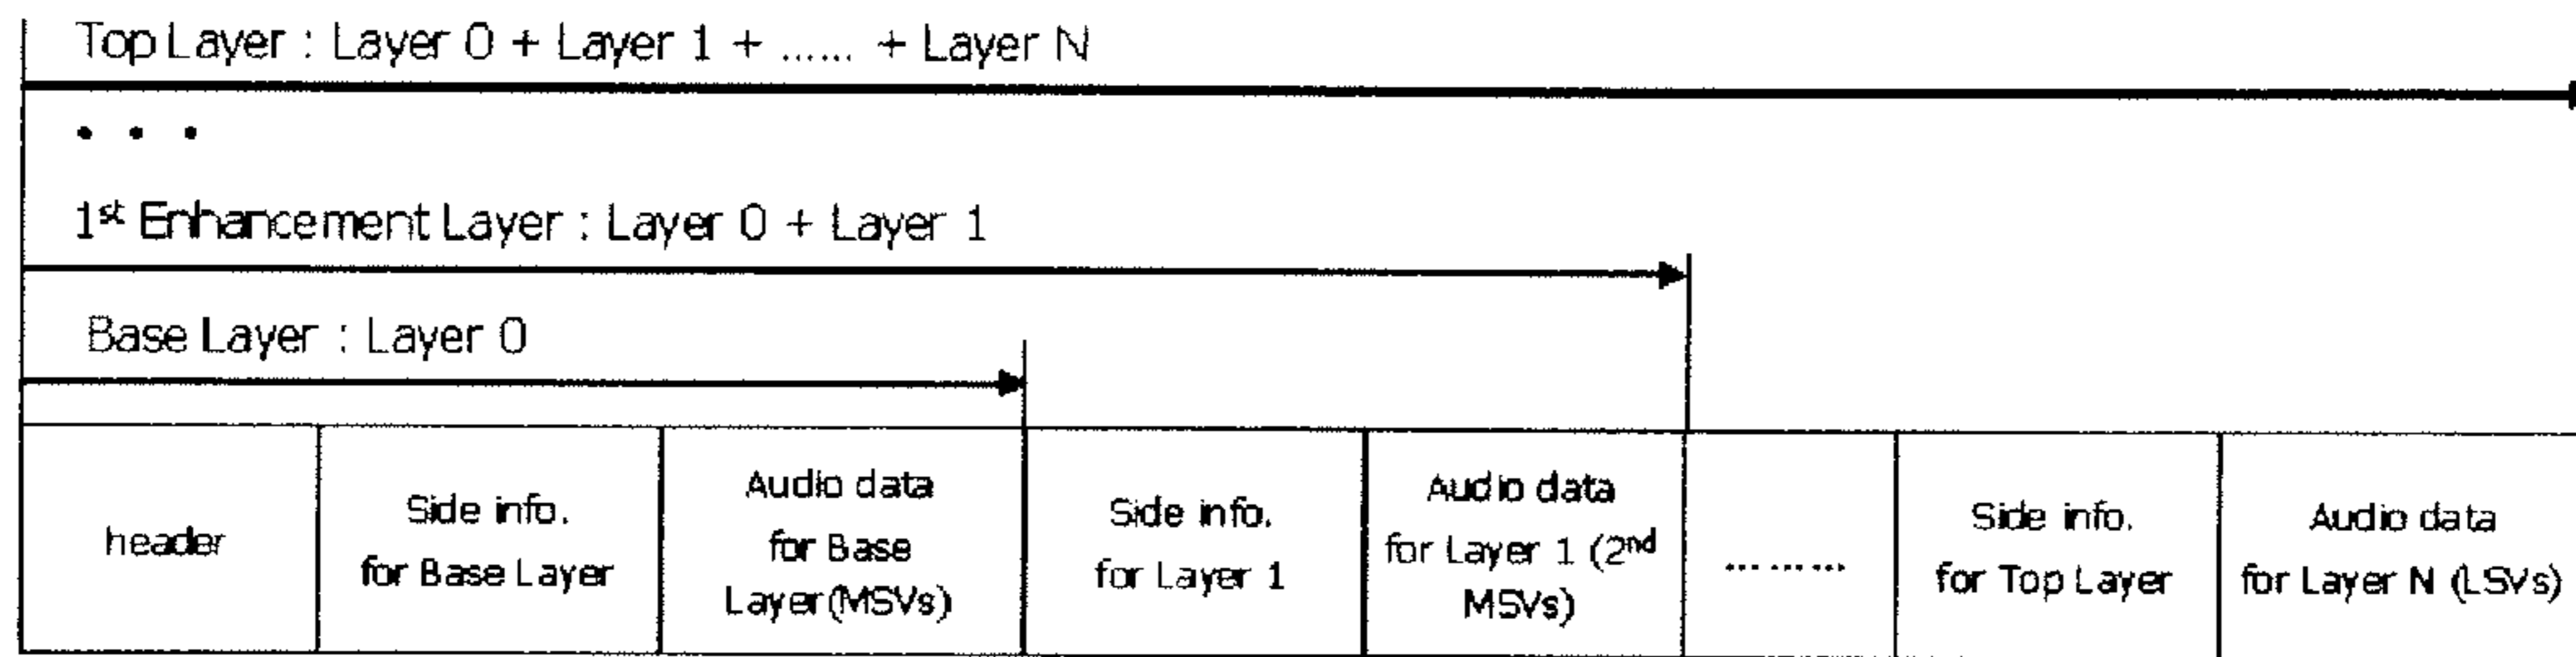 Top Layer : Layer 0 + Layer 1 + ...... + Layer N
. . .
1st Enhancement Layer : Layer 0 + Layer 1
Base Layer : Layer 0
header
Side info.
for Base Layer
Audio data
for Base
Layer(MSVs)
Side info.
for Layer 1
Audio data
for Layer 1 (2nd
MSVs)
.........
Side info.
for Top Layer
Audio data
for Layer N (LSVs)